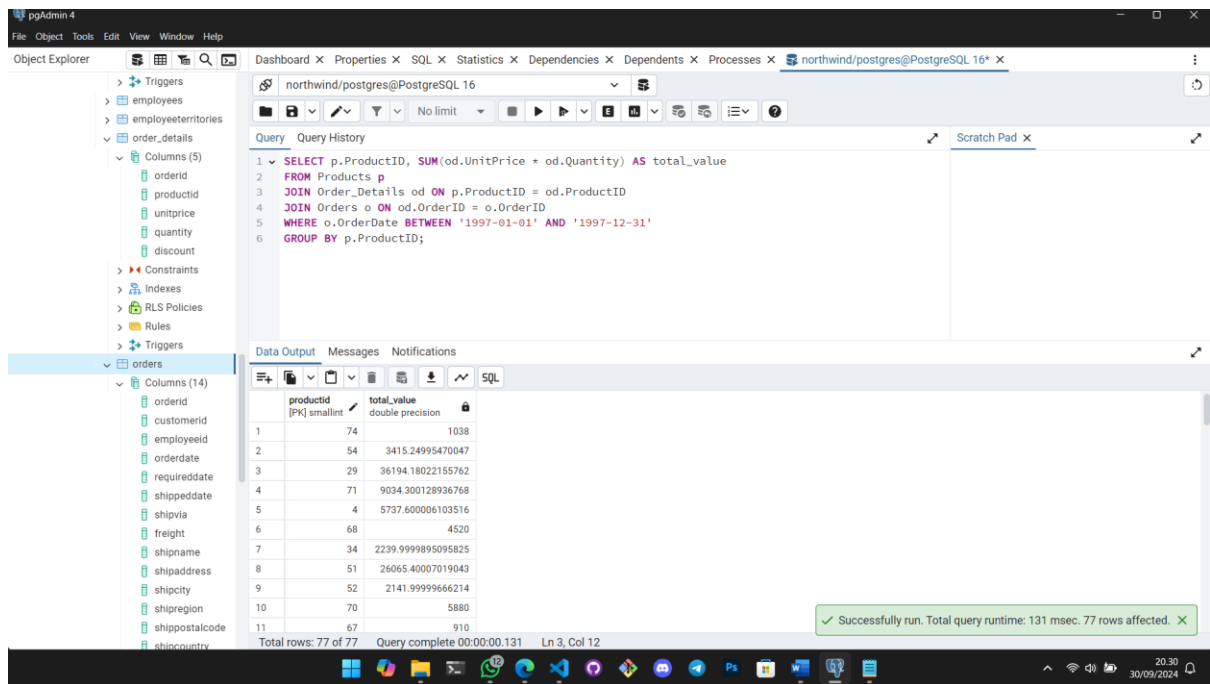 pgAdmin 4
File Object Tools Edit View Window Help
Object Explorer
Dashboard X Properties X SQL X Statistics X Dependencies X Dependents X Processes X northwind/postgres@PostgreSQL 16* X
Triggers
employees
employeeterritories
order_details
Columns (5)
orderid
productid
unitprice
quantity
discount
Constraints
Indexes
RLS Policies
Rules
Triggers
orders
Columns (14)
orderid
customerid
employeeid
orderdate
requireddate
shippeddate
shipvia
freight
shipname
shipaddress
shipcity
shipregion
shippostalcode
shipcountry
northwind/postgres@PostgreSQL 16
No limit
E
Query Query History
Scratch Pad X
1 SELECT p.ProductID, SUM(od.UnitPrice * od.Quantity) AS total_value
2 FROM Products p
3 JOIN Order_Details od ON p.ProductID = od.ProductID
4 JOIN Orders o ON od.OrderID = o.OrderID
5 WHERE o.OrderDate BETWEEN '1997-01-01' AND '1997-12-31'
6 GROUP BY p.ProductID;
Data Output Messages Notifications
SQL
productid total_value
[PK] smallint double precision
1 74 1038
2 54 3415.24995470047
3 29 36194.18022155762
4 71 9034.300128936768
5 4 5737.600006103516
6 68 4520
7 34 2239.9999895095825
8 51 26065.40007019043
9 52 2141.99999666214
10 70 5880
11 67 910
Successfully run. Total query runtime: 131 msec. 77 rows affected. X
Total rows: 77 of 77 Query complete 00:00:00.131 Ln 3, Col 12
12
Ps
20.30
30/09/2024